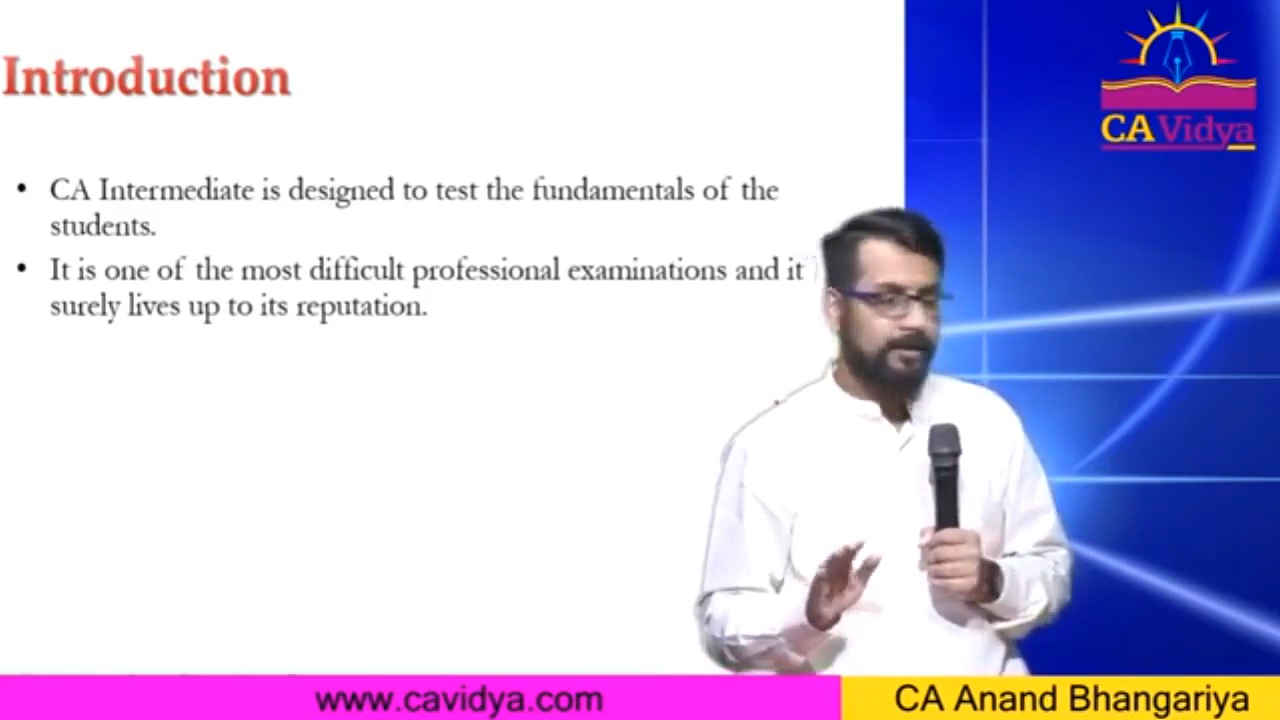 Introduction
• CA Intermediate is designed to test the fundamentals of the
students.
• It is one of the most difficult professional examinations and it
surely lives up to its reputation.
CA Vidya
www.cavidya.com
CA Anand Bhangariya